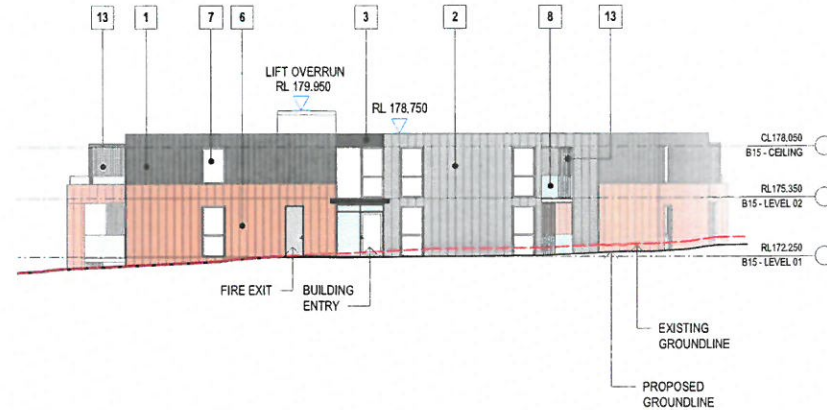 13
1
7
6
3
2
8
13
LIFT OVERRUN
RL 179.950
RL 178,750
CL178,050
B15 - CEILING
RL175.350
B15 - LEVEL 02
RL172.250
B15 - LEVEL 01
FIRE EXIT
BUILDING
ENTRY
EXISTING
GROUNDLINE
PROPOSED
GROUNDLINE